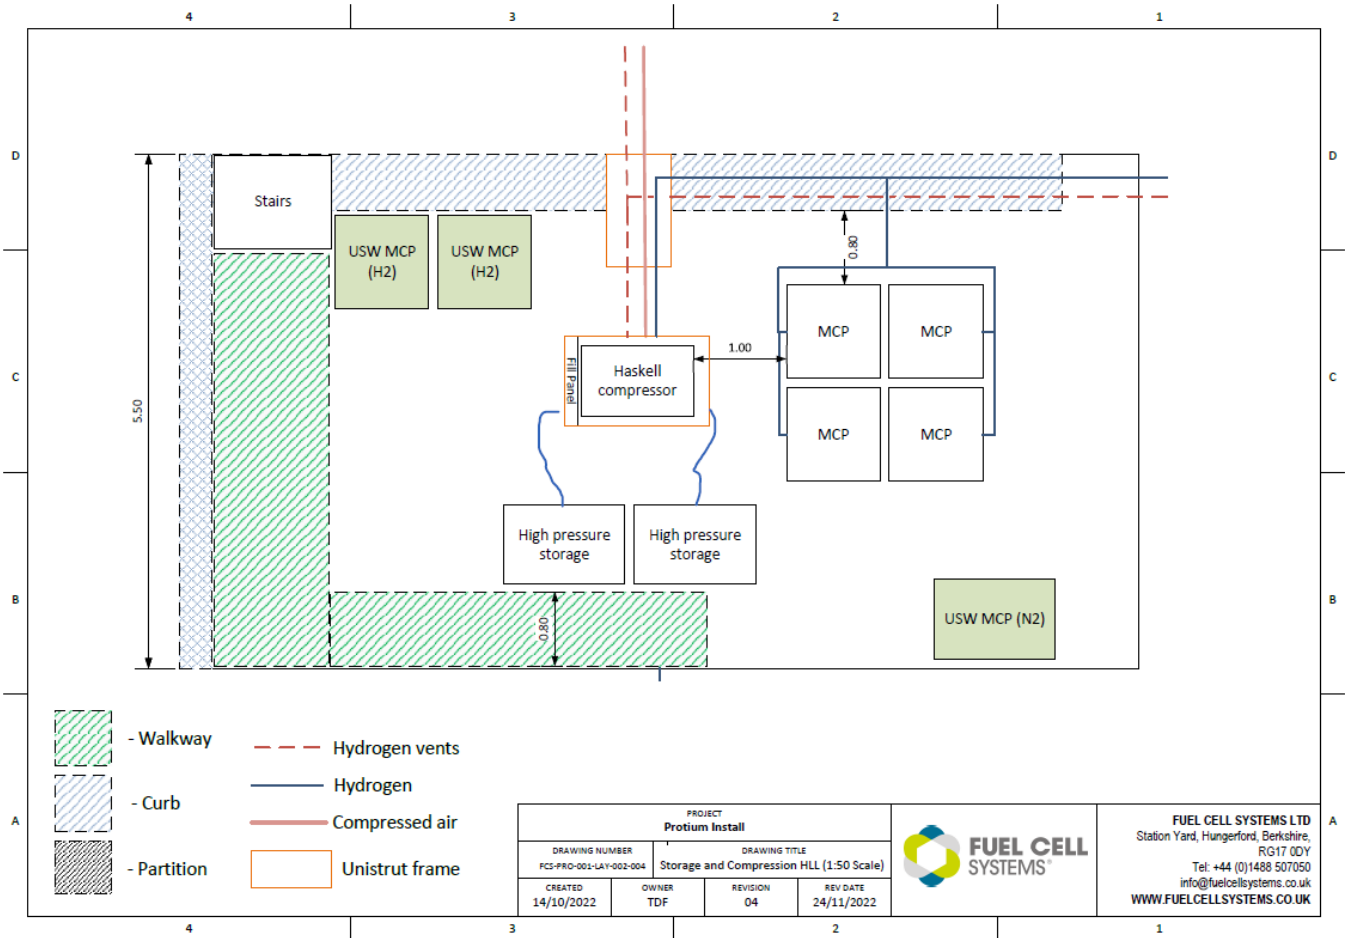 4
3
2
1
D
D
Stairs
USW MCP
(H2)
USW MCP
(H2)
0.80
MCP
MCP
C
C
1.00
Fill Panel
Haskell
compressor
5.50
MCP
MCP
High pressure
storage
High pressure
storage
B
B
0.80
USW MCP (N2)
- Walkway
- Curb
- Partition
Hydrogen vents
Hydrogen
Compressed air
Unistrut frame
A
A
PROJECT
Protium Install
DRAWING NUMBER
FCS-PRO-001-LAY-002-004
DRAWING TITLE
Storage and Compression HLL (1:50 Scale)
CREATED
14/10/2022
OWNER
TDF
REVISION
04
REV DATE
24/11/2022
FUEL CELL
SYSTEMS®
FUEL CELL SYSTEMS LTD
Station Yard, Hungerford, Berkshire,
RG17 0DY
Tel: +44 (0)1488 507050
info@fuelcellsystems.co.uk
WWW.FUELCELLSYSTEMS.CO.UK
4
3
2
1